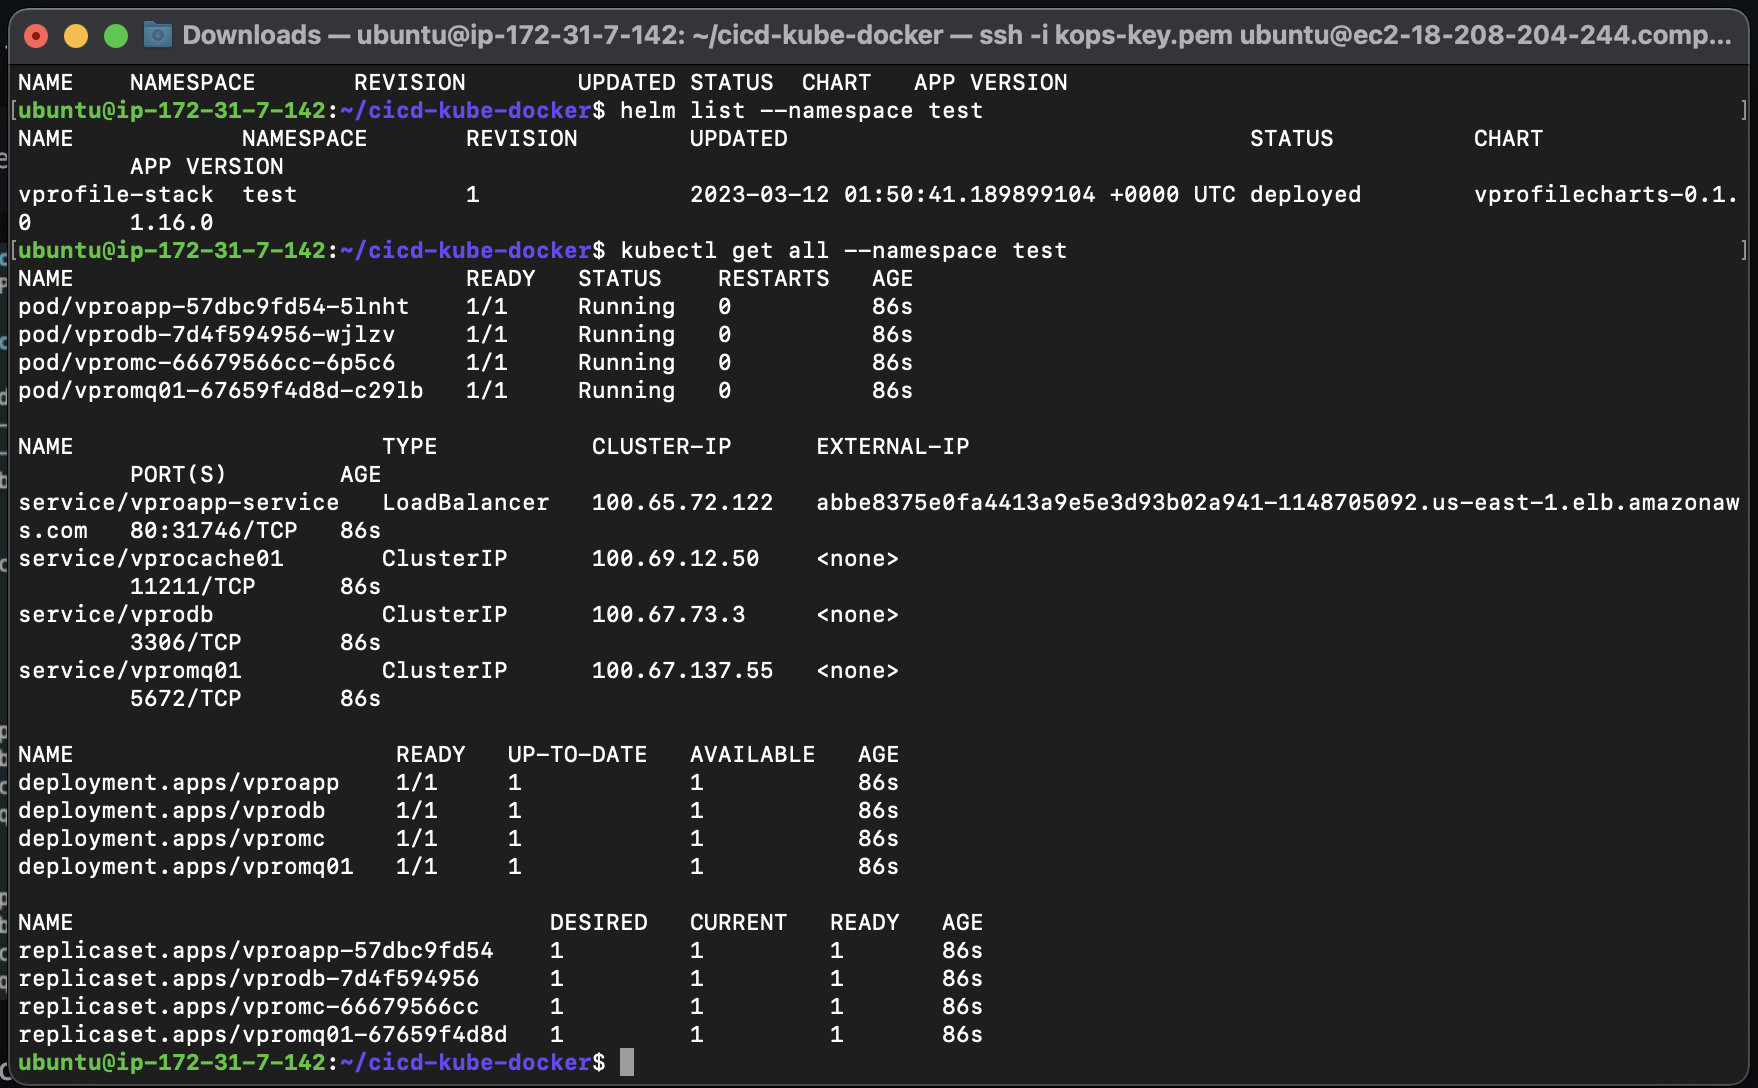 Downloads — ubuntu@ip-172-31-7-142: ~/cicd-kube-docker — ssh -i kops-key.pem ubuntu@ec2-18-208-204-244.comp...
NAME    NAMESPACE       REVISION        UPDATED STATUS  CHART   APP VERSION
[ubuntu@ip-172-31-7-142:~/cicd-kube-docker$ helm list --namespace test ]
NAME            NAMESPACE       REVISION        UPDATED                                 STATUS          CHART
        APP VERSION
vprofile-stack  test            1               2023-03-12 01:50:41.189899104 +0000 UTC deployed        vprofilecharts-0.1.
0       1.16.0
[ubuntu@ip-172-31-7-142:~/cicd-kube-docker$ kubectl get all --namespace test ]
NAME                            READY   STATUS    RESTARTS   AGE
pod/vproapp-57dbc9fd54-5lnht    1/1     Running   0          86s
pod/vprodb-7d4f594956-wjlzv     1/1     Running   0          86s
pod/vpromc-66679566cc-6p5c6     1/1     Running   0          86s
pod/vpromq01-67659f4d8d-c29lb   1/1     Running   0          86s
NAME                      TYPE           CLUSTER-IP      EXTERNAL-IP
        PORT(S)        AGE
service/vproapp-service   LoadBalancer   100.65.72.122   abbe8375e0fa4413a9e5e3d93b02a941-1148705092.us-east-1.elb.amazonaw
s.com   80:31746/TCP   86s
service/vprocache01       ClusterIP      100.69.12.50    <none>
        11211/TCP      86s
service/vprodb            ClusterIP      100.67.73.3     <none>
        3306/TCP       86s
service/vpromq01          ClusterIP      100.67.137.55   <none>
        5672/TCP       86s
NAME                       READY   UP-TO-DATE   AVAILABLE   AGE
deployment.apps/vproapp    1/1     1            1           86s
deployment.apps/vprodb     1/1     1            1           86s
deployment.apps/vpromc     1/1     1            1           86s
deployment.apps/vpromq01   1/1     1            1           86s
NAME                                  DESIRED   CURRENT   READY   AGE
replicaset.apps/vproapp-57dbc9fd54    1         1         1       86s
replicaset.apps/vprodb-7d4f594956     1         1         1       86s
replicaset.apps/vpromc-66679566cc     1         1         1       86s
replicaset.apps/vpromq01-67659f4d8d   1         1         1       86s
ubuntu@ip-172-31-7-142:~/cicd-kube-docker$